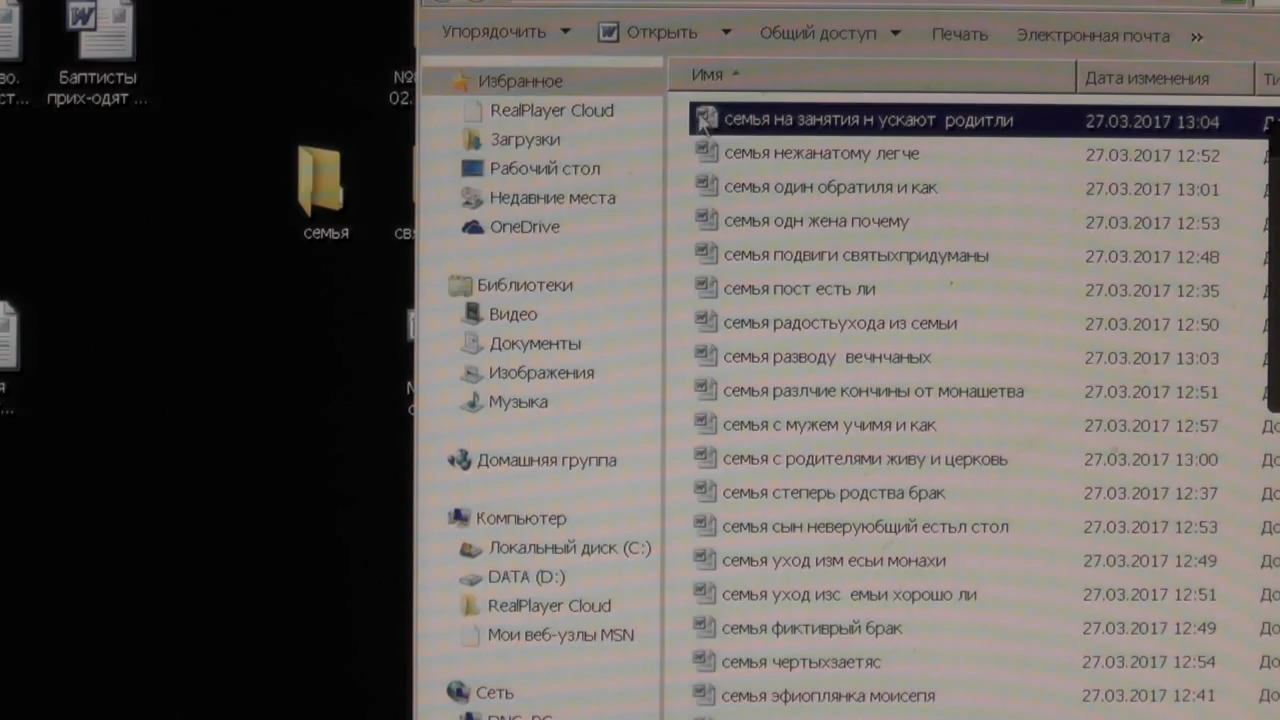 Упорядочить Открыть Общий доступ Печать Электронная почта »
Баптисты
прих-одят ...
семья
Избранное
RealPlayer Cloud
Загрузки
Рабочий стол
Недавние места
OneDrive
Библиотеки
Видео
Документы
Изображения
Музыка
Домашняя группа
Компьютер
Локальный диск (C:)
DATA (D:)
RealPlayer Cloud
Мои веб-узлы MSN
Сеть
Имя Дата изменения
семья на занятия н ускают родитли 27.03.2017 13:04
семья нежанатому легче 27.03.2017 12:52
семья один обратиля и как 27.03.2017 13:01
семья одн жена почему 27.03.2017 12:53
семья подвиги святыхпридуманы 27.03.2017 12:48
семья пост есть ли 27.03.2017 12:35
семья радостьухода из семьи 27.03.2017 12:50
семья разводу вечнчаных 27.03.2017 13:03
семья разлчие кончины от монашетва 27.03.2017 12:51
семья с мужем учимя и как 27.03.2017 12:57
семья с родителями живу и церковь 27.03.2017 13:00
семья степерь родства брак 27.03.2017 12:37
семья сын неверуюбщий естьл стол 27.03.2017 12:53
семья уход изм есьи монахи 27.03.2017 12:49
семья уход изс емьи хорошо ли 27.03.2017 12:51
семья фиктиврый брак 27.03.2017 12:49
семья чертыхзаетяс 27.03.2017 12:54
семья эфиоплянка моисепя 27.03.2017 12:41